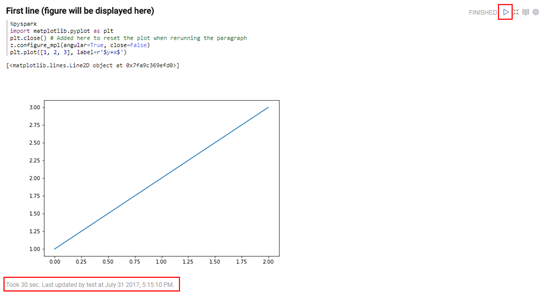 First line (figure will be displayed here)
FINISHED
%pyspark
import matplotlib.pyplot as plt
plt.close() # Added here to reset the plot when rerunning the paragraph
z.configure_mpl(angular=True, close=False)
plt.plot([1, 2, 3], label=r'$y=x$')
[<matplotlib.lines.Line2D object at 0x7fa9c369efd0>]
3.00
2.75
2.50
2.25
2.00
1.75
1.50
1.25
1.00
0.00 0.25 0.50 0.75 1.00 1.25 1.50 1.75 2.00
Took 30 sec. Last updated by test at July 31 2017, 5:15:10 PM.